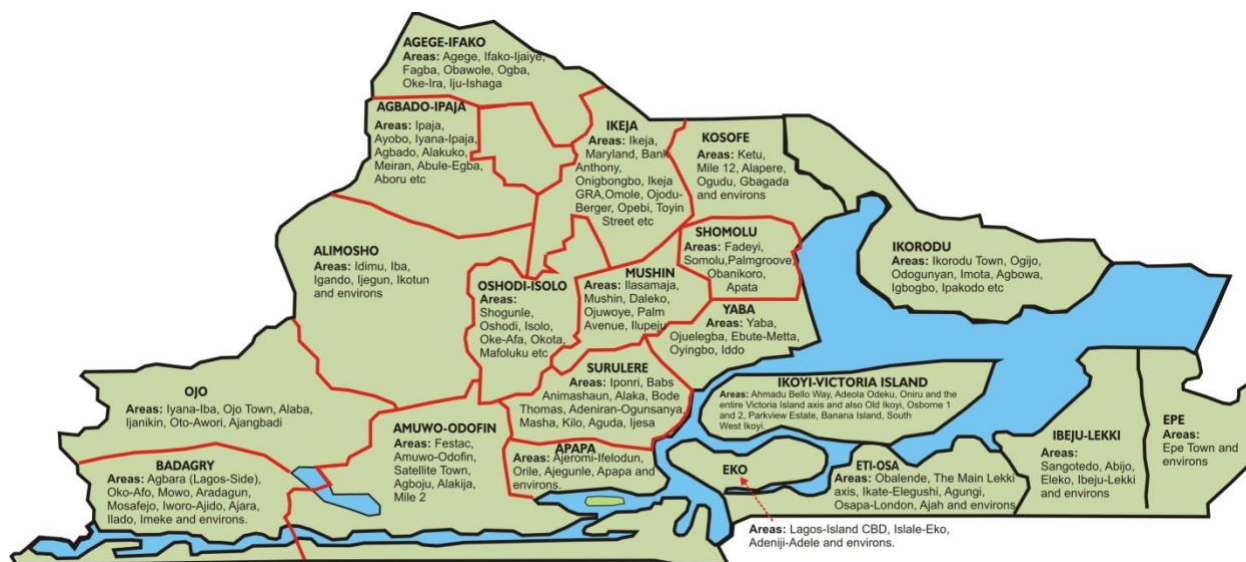 AGEGE-IFAKO
Areas: Agege, Ifako-Ijaiye,
Fagba, Obawole, Ogba,
Oke-Ira, Iju-Ishaga
AGBADO-IPAJA
Areas: Ipaja,
Ayobo, Iyana-Ipaja,
Agbado, Alakuko,
Meiran, Abule-Egba,
Aboru etc
IKEJA
Areas: Ikeja,
Maryland, Bank
Anthony,
Onigbongbo, Ikeja
GRA,Omole, Ojodu-
Berger, Opebi, Toyin
Street etc
KOSOFE
Areas: Ketu,
Mile 12, Alapere,
Ogudu, Gbagada
and environs
ALIMOSHO
Areas: Idimu, Iba,
Igando, Ijegun, Ikotun
and environs
OSHODI-ISOLO
Areas:
Shogunle,
Oshodi, Isolo,
Oke-Afa, Okota,
Mafoluku etc
MUSHIN
Areas: Ilasamaja,
Mushin, Daleko,
Ojuwoye, Palm
Avenue, Ilupeju
SHOMOLU
Areas: Fadeyi,
Somolu,Palmgroove,
Obanikoro,
Apata
IKORODU
Areas: Ikorodu Town, Ogijo,
Odogunyan, Imota, Agbowa,
Igbogbo, Ipakodo etc
YABA
Areas: Yaba,
Ojuelegba, Ebute-Metta,
Oyingbo, Iddo
SURULERE
Areas: Iponri, Babs
Animashaun, Alaka, Bode
Thomas, Adeniran-Ogunsanya,
Masha, Kilo, Aguda, Ijesa
OJO
Areas: Iyana-Iba, Ojo Town, Alaba,
Ijanikin, Oto-Awori, Ajangbadi
AMUWO-ODOFIN
Areas: Festac,
Amuwo-Odofin,
Satellite Town,
Agboju, Alakija,
Mile 2
APAPA
Areas: Ajeromi-Ifelodun,
Orile, Ajegunle, Apapa and
environs.
IKOYI-VICTORIA ISLAND
Areas: Ahmadu Bello Way, Adeola Odeku, Oniru and the
entire Victoria Island axis and also Old Ikoyi, Osborne 1
and 2, Parkview Estate, Banana Island, South
West Ikoyi.
BADAGRY
Areas: Agbara (Lagos-Side),
Oko-Afo, Mowo, Aradagun,
Mosafejo, Iworo-Ajido, Ajara,
Ilado, Imeke and environs.
EKO
Areas: Lagos-Island CBD, Islale-Eko,
Adeniji-Adele and environs.
ETI-OSA
Areas: Obalende, The Main Lekki
axis, Ikate-Elegushi, Agungi,
Osapa-London, Ajah and environs
IBEJU-LEKKI
Areas:
Sangotedo, Abijo,
Eleko, Ibeju-Lekki
and environs
EPE
Areas:
Epe Town and
environs